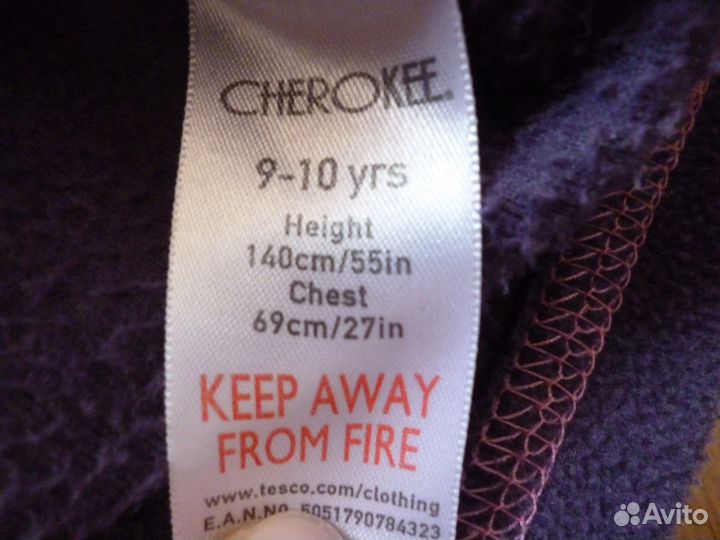 CHEROKEE
9-10 yrs
Height
140cm/55in
Chest
69cm/27in
KEEP AWAY
FROM FIRE
www.tesco.com/clothing
E.A.N.No. 5051790784323
Avito